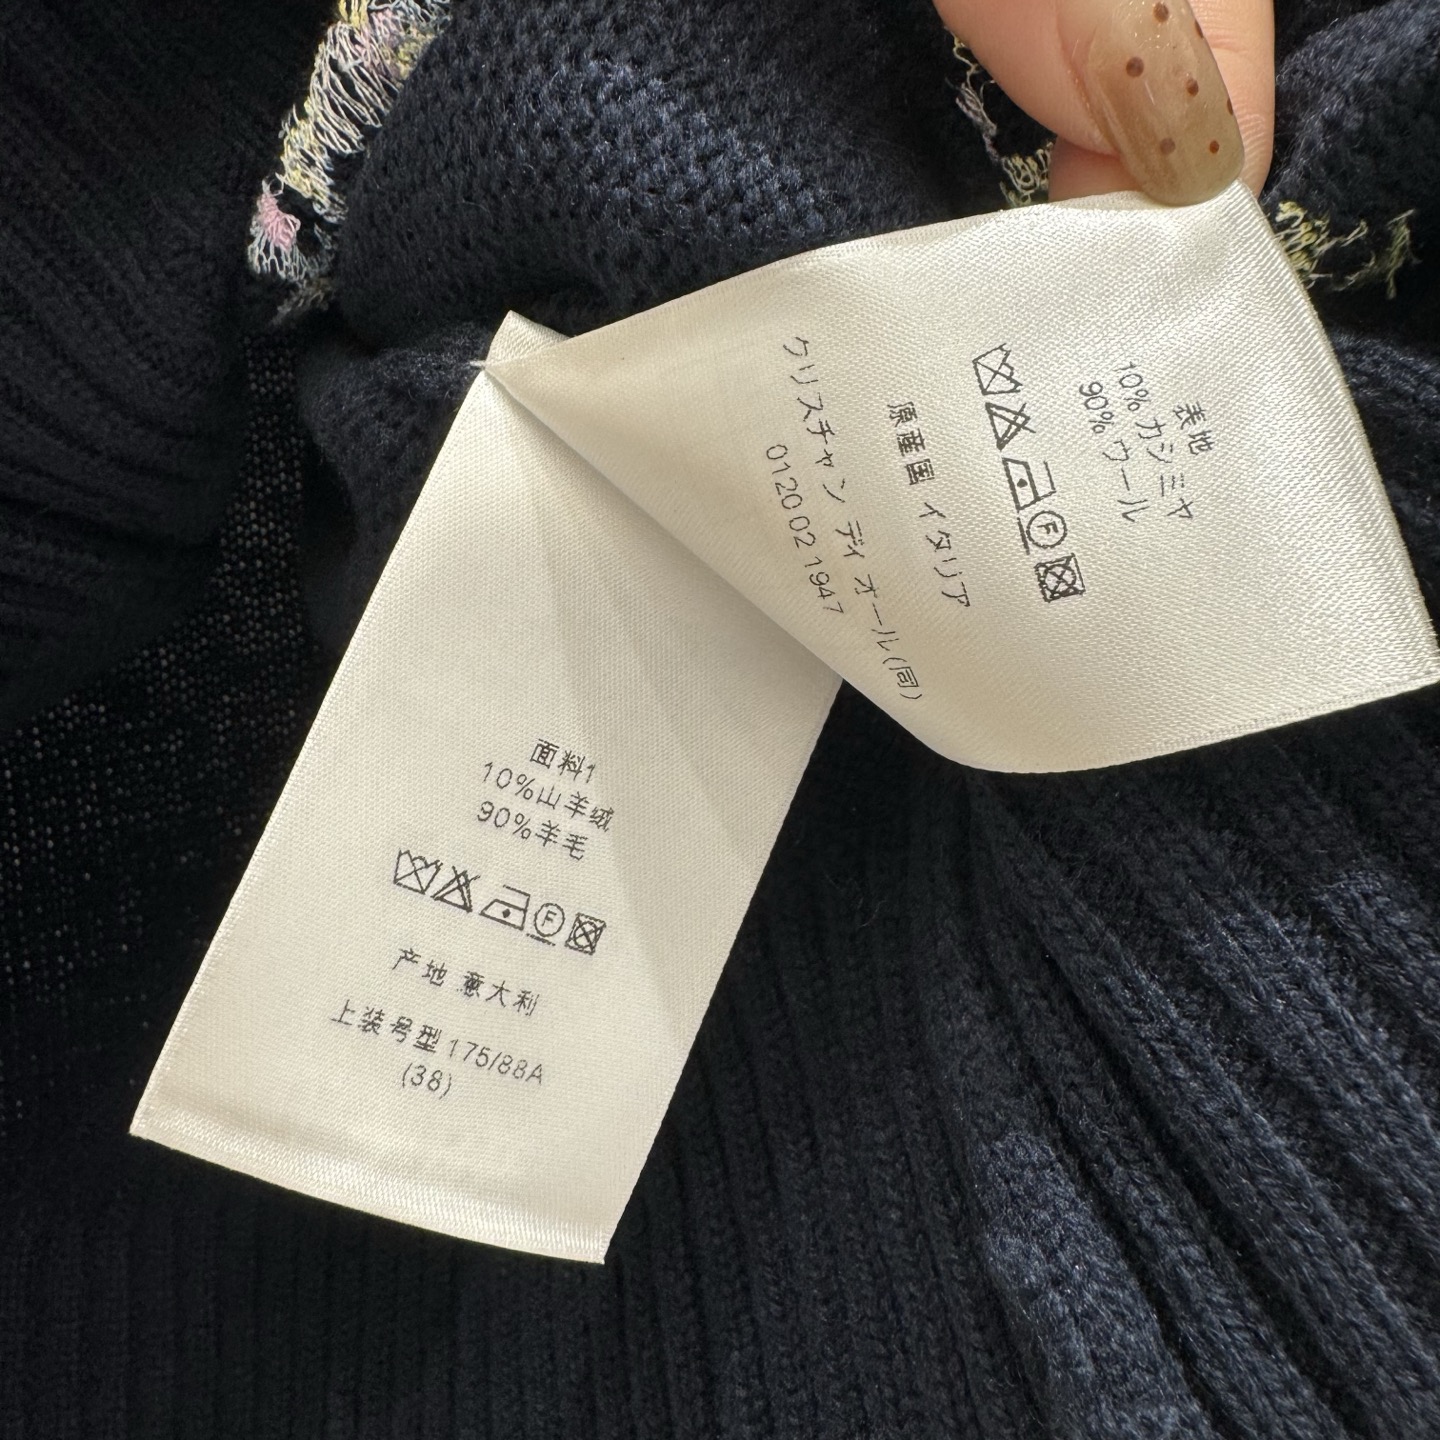 表地
10% カシミヤ
90% ウール
F
原産国 イタリア
クリスチャン ディオール(同)
0120 02 1947
面料1
10%山羊绒
90%羊毛
F
产地 意大利
上装号型 175/88A
(38)